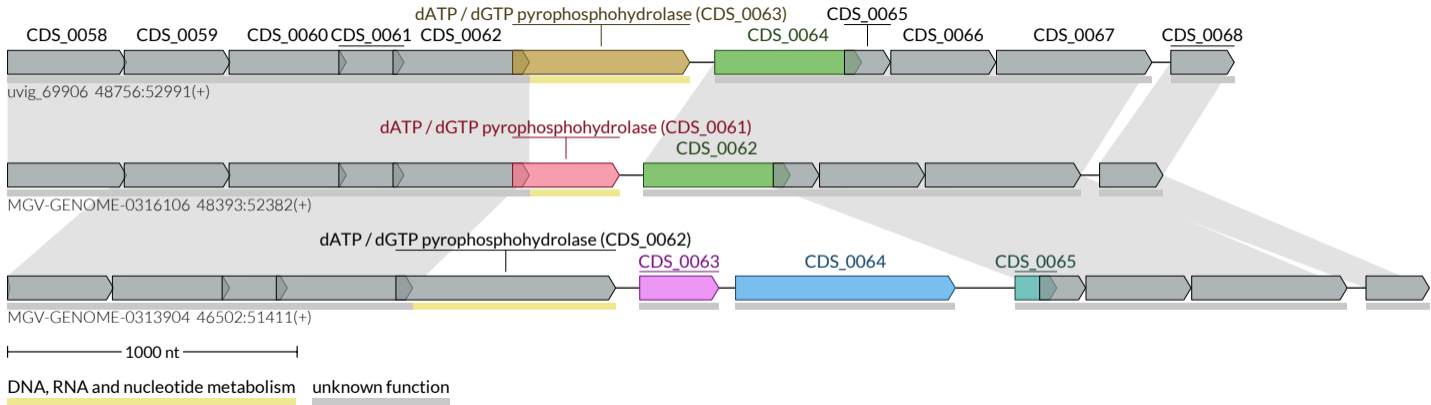 dATP / dGTP pyrophosphohydrolase (CDS_0063) CDS_0065
CDS_0058 CDS_0059 CDS_0060 CDS_0061 CDS_0062 CDS_0064 CDS_0066 CDS_0067 CDS_0068
uvig_69906 48756:52991(+)
dATP / dGTP pyrophosphohydrolase (CDS_0061)
CDS_0062
MGV-GENOME-0316106 48393:52382(+)
dATP / dGTP pyrophosphohydrolase (CDS_0062)
CDS_0063 CDS_0064 CDS_0065
MGV-GENOME-0313904 46502:51411(+)
1000 nt
DNA, RNA and nucleotide metabolism unknown function